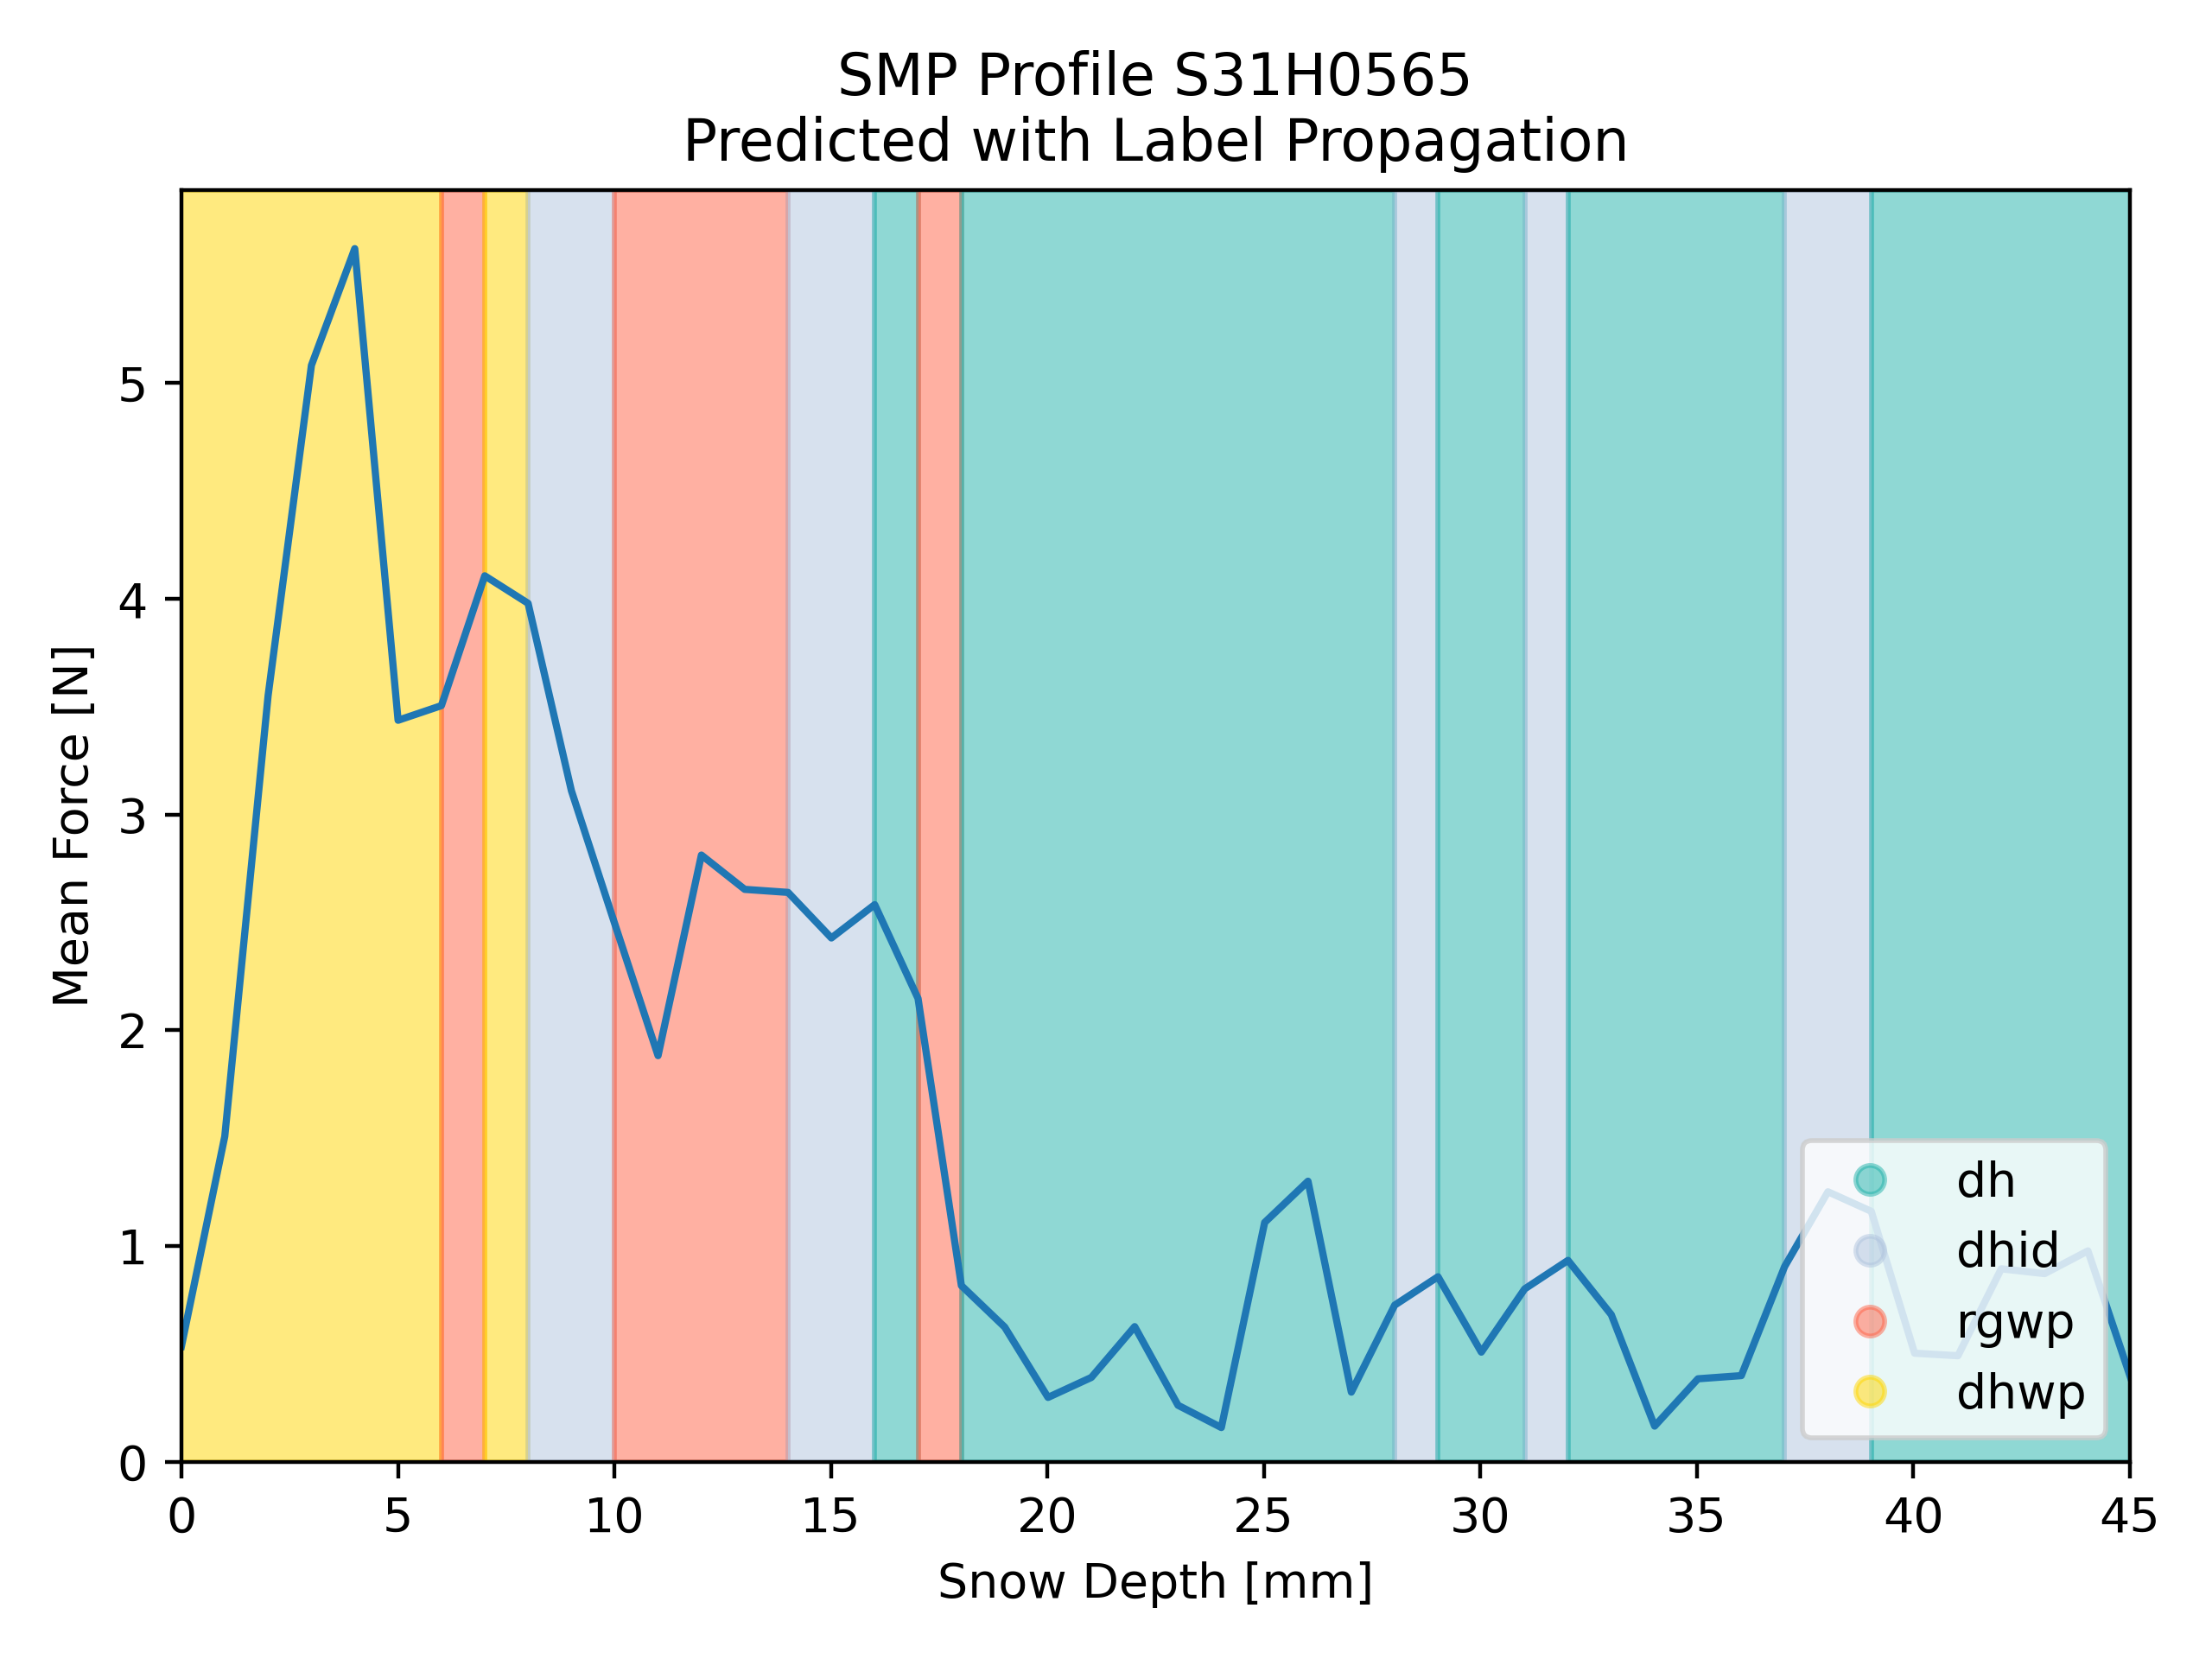 SMP Profile S31H0565
Predicted with Label Propagation
Mean Force [N]
5
4
3
2
1
0
dh
dhid
rgwp
dhwp
0 5 10 15 20 25 30 35 40 45
Snow Depth [mm]